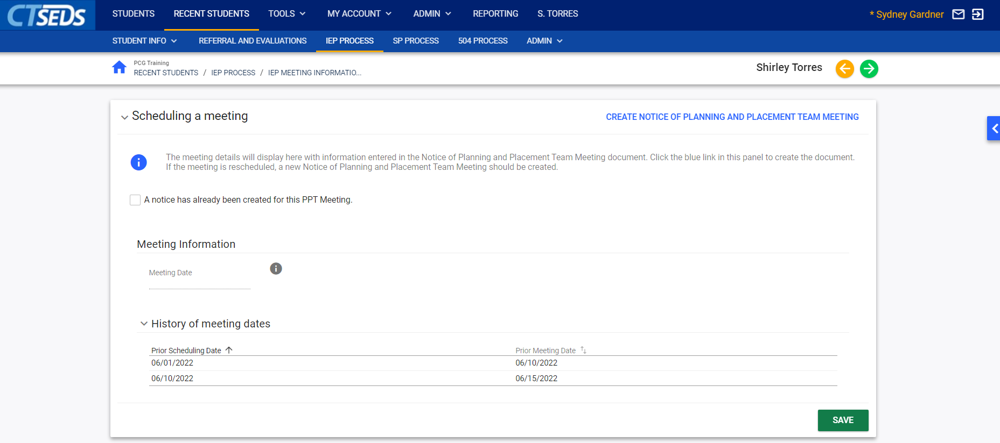 CTSEDS
STUDENTS RECENT STUDENTS TOOLS MY ACCOUNT ADMIN REPORTING S. TORRES * Sydney Gardner
STUDENT INFO REFERRAL AND EVALUATIONS IEP PROCESS SP PROCESS 504 PROCESS ADMIN
PCG Training
RECENT STUDENTS / IEP PROCESS / IEP MEETING INFORMATIO...
Shirley Torres
Scheduling a meeting
CREATE NOTICE OF PLANNING AND PLACEMENT TEAM MEETING
The meeting details will display here with information entered in the Notice of Planning and Placement Team Meeting document. Click the blue link in this panel to create the document.
If the meeting is rescheduled, a new Notice of Planning and Placement Team Meeting should be created.
A notice has already been created for this PPT Meeting.
Meeting Information
Meeting Date
History of meeting dates
Prior Scheduling Date Prior Meeting Date
06/01/2022 06/10/2022
06/10/2022 06/15/2022
SAVE